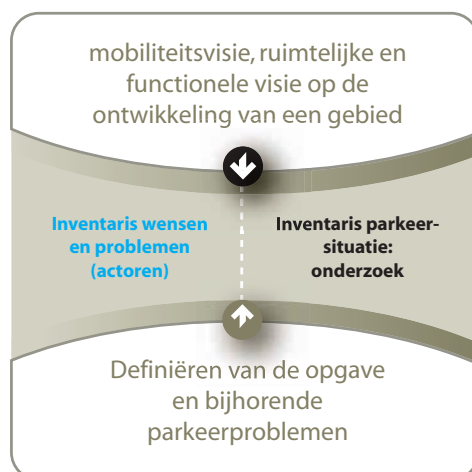 mobiliteitsvisie, ruimtelijke en
functionele visie op de
ontwikkeling van een gebied
Inventaris wensen
en problemen
(actoren)
Inventaris parkeer-
situatie:
onderzoek
Definiëren van de opgave
en bijhorende
parkeerproblemen